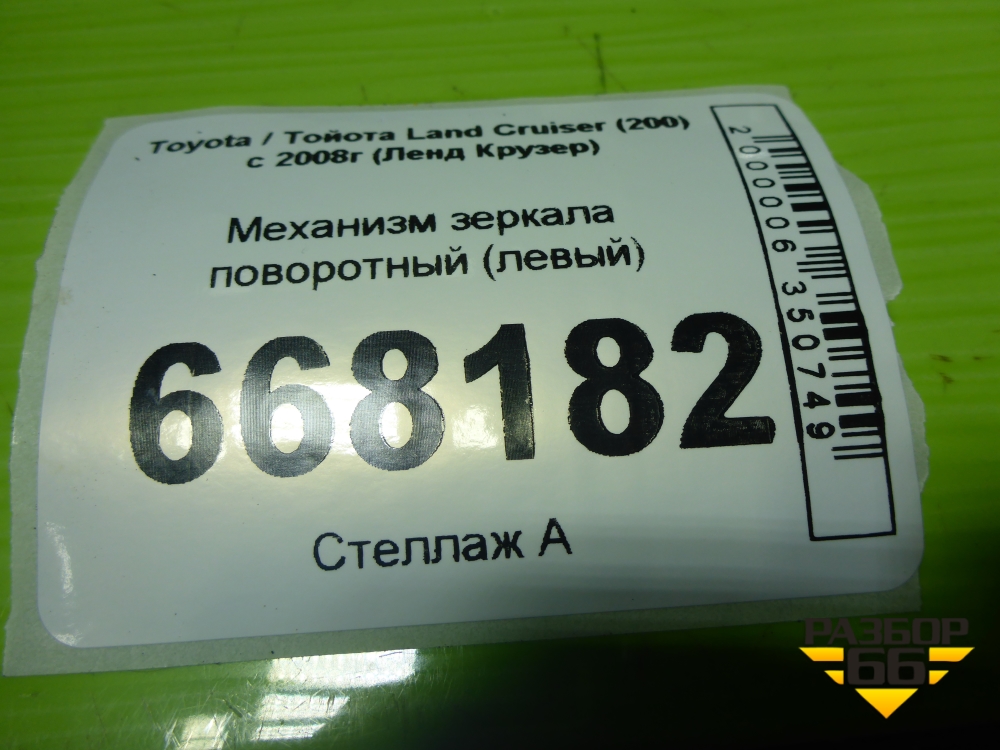 Toyota / Тойота Land Cruiser (200)
с 2008г (Ленд Крузер)
Механизм зеркала
поворотный (левый)
668182
Стеллаж А
2000006350749
РАЗБОР
66